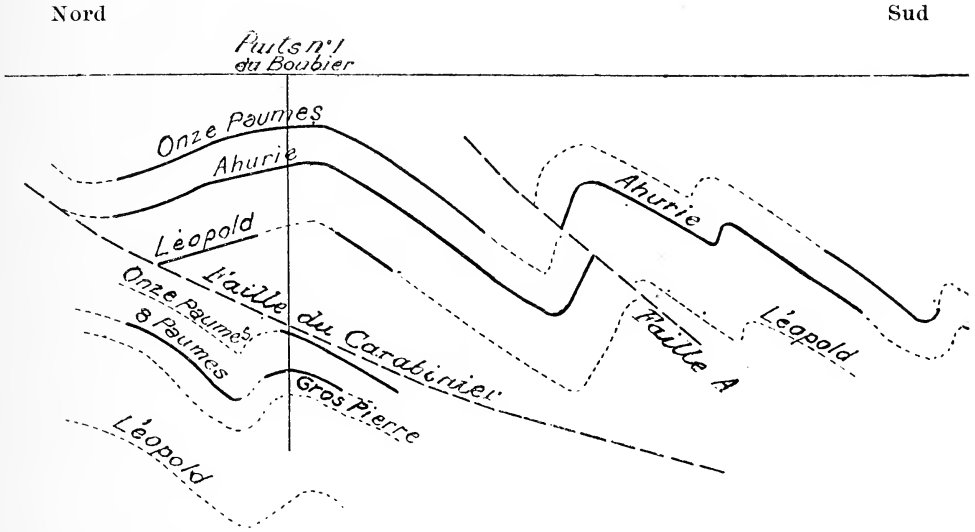 Nord
Sud
Puits n°1
du Boubier
Onze Paumes
Ahurie
Ahurie
Léopold
Faille du Carabinier
Onze Paumes
8 Paumes
Gros Pierre
Léopold
Faille A
Léopold